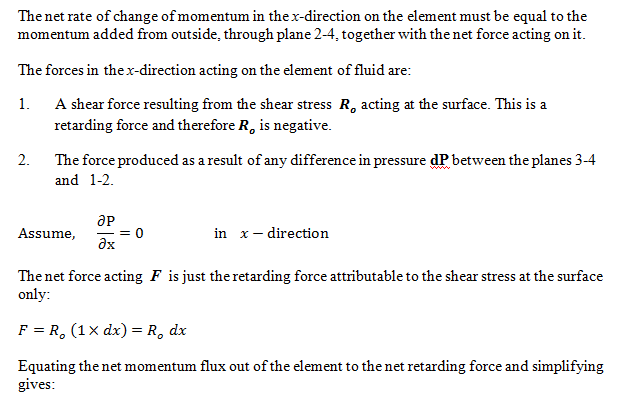 The net rate of change of momentum in the x-direction on the element must be equal to the
momentum added from outside, through plane 2-4, together with the net force acting on it.
The forces in the x-direction acting on the element of fluid are:
1. A shear force resulting from the shear stress Rₒ acting at the surface. This is a
retarding force and therefore Rₒ is negative.
2. The force produced as a result of any difference in pressure dP between the planes 3-4
and 1-2.
Assume, ∂P/∂x = 0 in x – direction
The net force acting F is just the retarding force attributable to the shear stress at the surface
only:
F = Rₒ (1× dx) = Rₒ dx
Equating the net momentum flux out of the element to the net retarding force and simplifying
gives: